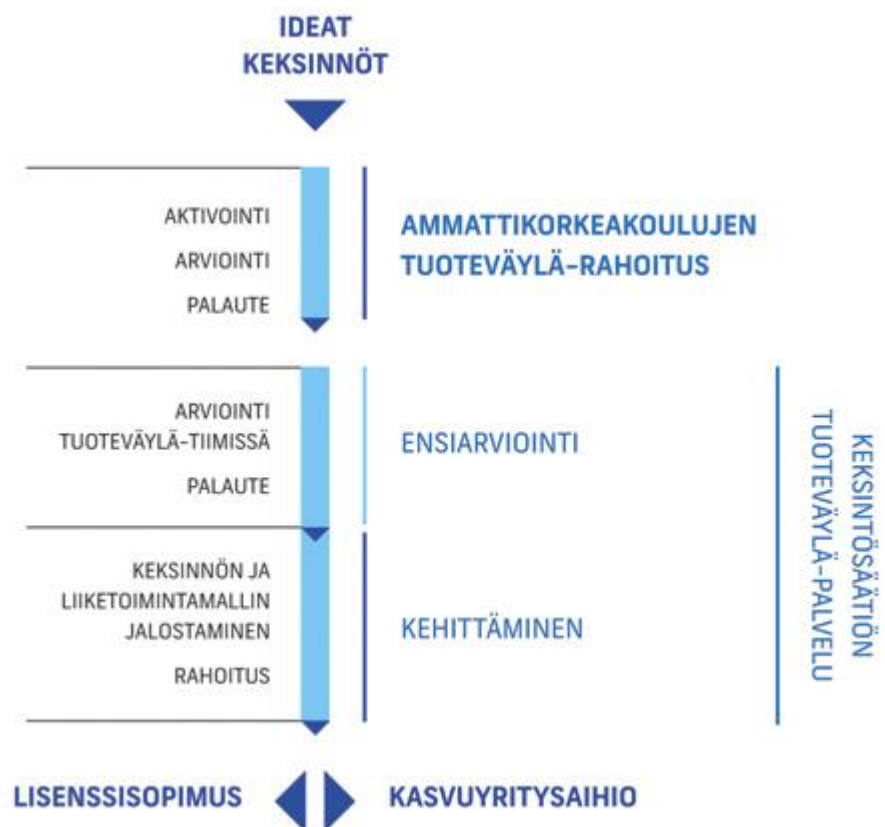 IDEAT
KEKSINNÖT
AKTIVOINTI
ARVIOINTI
PALAUTE
AMMATTIKORKEAKOULUJEN
TUOTEVÄYLÄ-RAHOITUS
ARVIOINTI
TUOTEVÄYLÄ-TIIMISSÄ
PALAUTE
ENSIARVIOINTI
KEKSINNÖN JA
LIIKETOIMINTAMALLIN
JALOSTAMINEN
RAHOITUS
KEHITTÄMINEN
KEKSINTÖSÄÄTIÖN
TUOTEVÄYLÄ-PALVELU
LISENSSISOPIMUS
KASVUYRITYSAIHIO